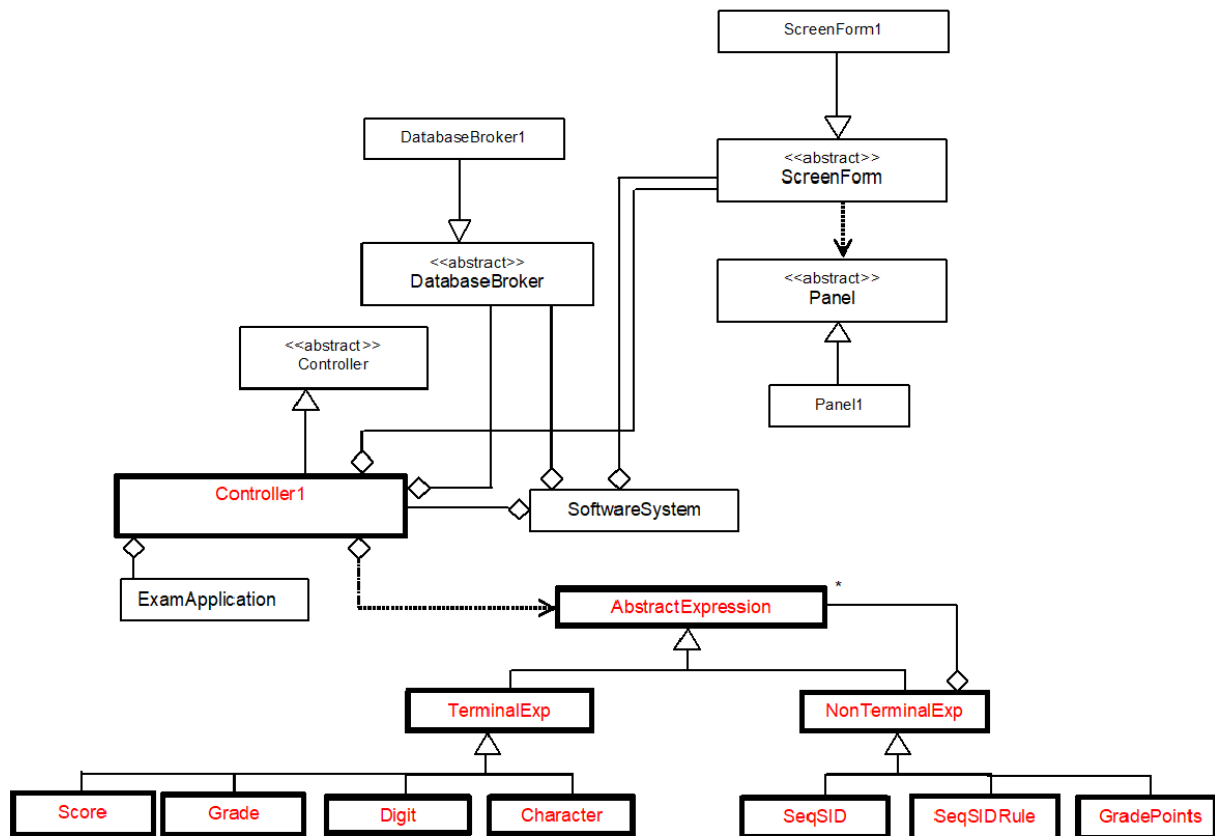 ScreenForm1
DatabaseBroker1
<<abstract>>
ScreenForm
<<abstract>>
DatabaseBroker
<<abstract>>
Panel
<<abstract>>
Controller
Panel1
Controller1
SoftwareSystem
ExamApplication
AbstractExpression
*
TerminalExp
NonTerminalExp
Score
Grade
Digit
Character
SeqSID
SeqSIDRule
GradePoints